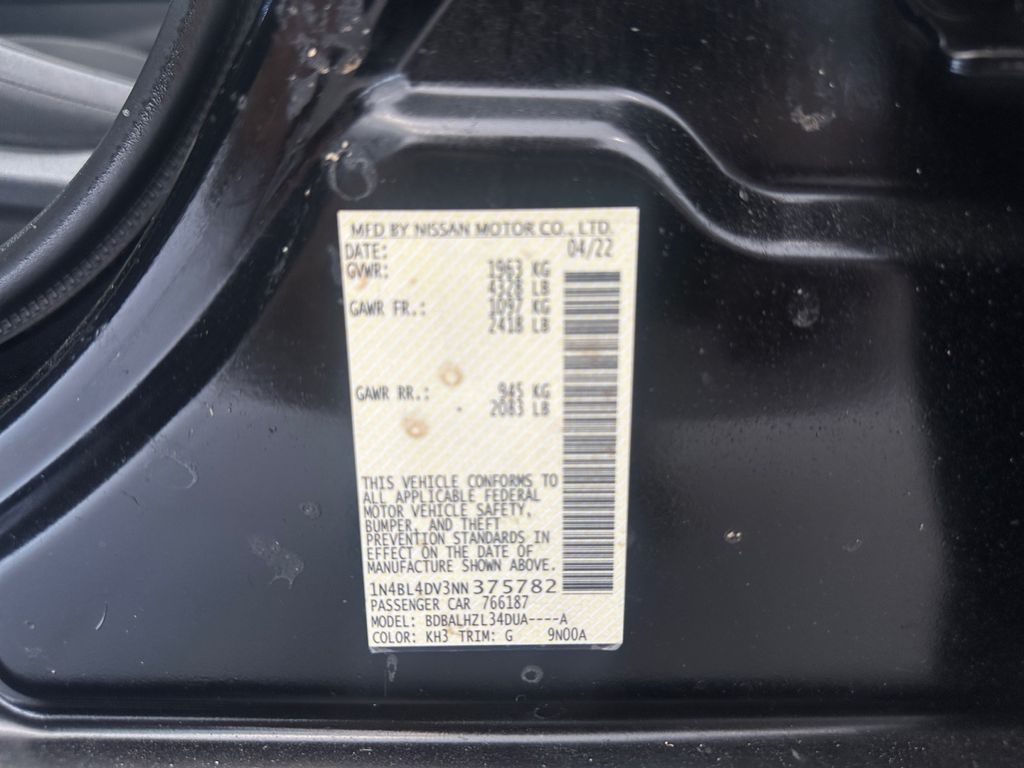 MFD BY NISSAN MOTOR CO., LTD.
DATE: 04/22
GVWR: 1963 KG
4328 LB
GAWR FR.: 1097 KG
2418 LB
GAWR RR.: 945 KG
2083 LB
THIS VEHICLE CONFORMS TO
ALL APPLICABLE FEDERAL
MOTOR VEHICLE SAFETY,
BUMPER, AND THEFT
PREVENTION STANDARDS IN
EFFECT ON THE DATE OF
MANUFACTURE SHOWN ABOVE.
1N4BL4DV3NN375782
PASSENGER CAR 766187
MODEL: BDBALHZL34DUA----A
COLOR: KH3 TRIM: G 9N00A